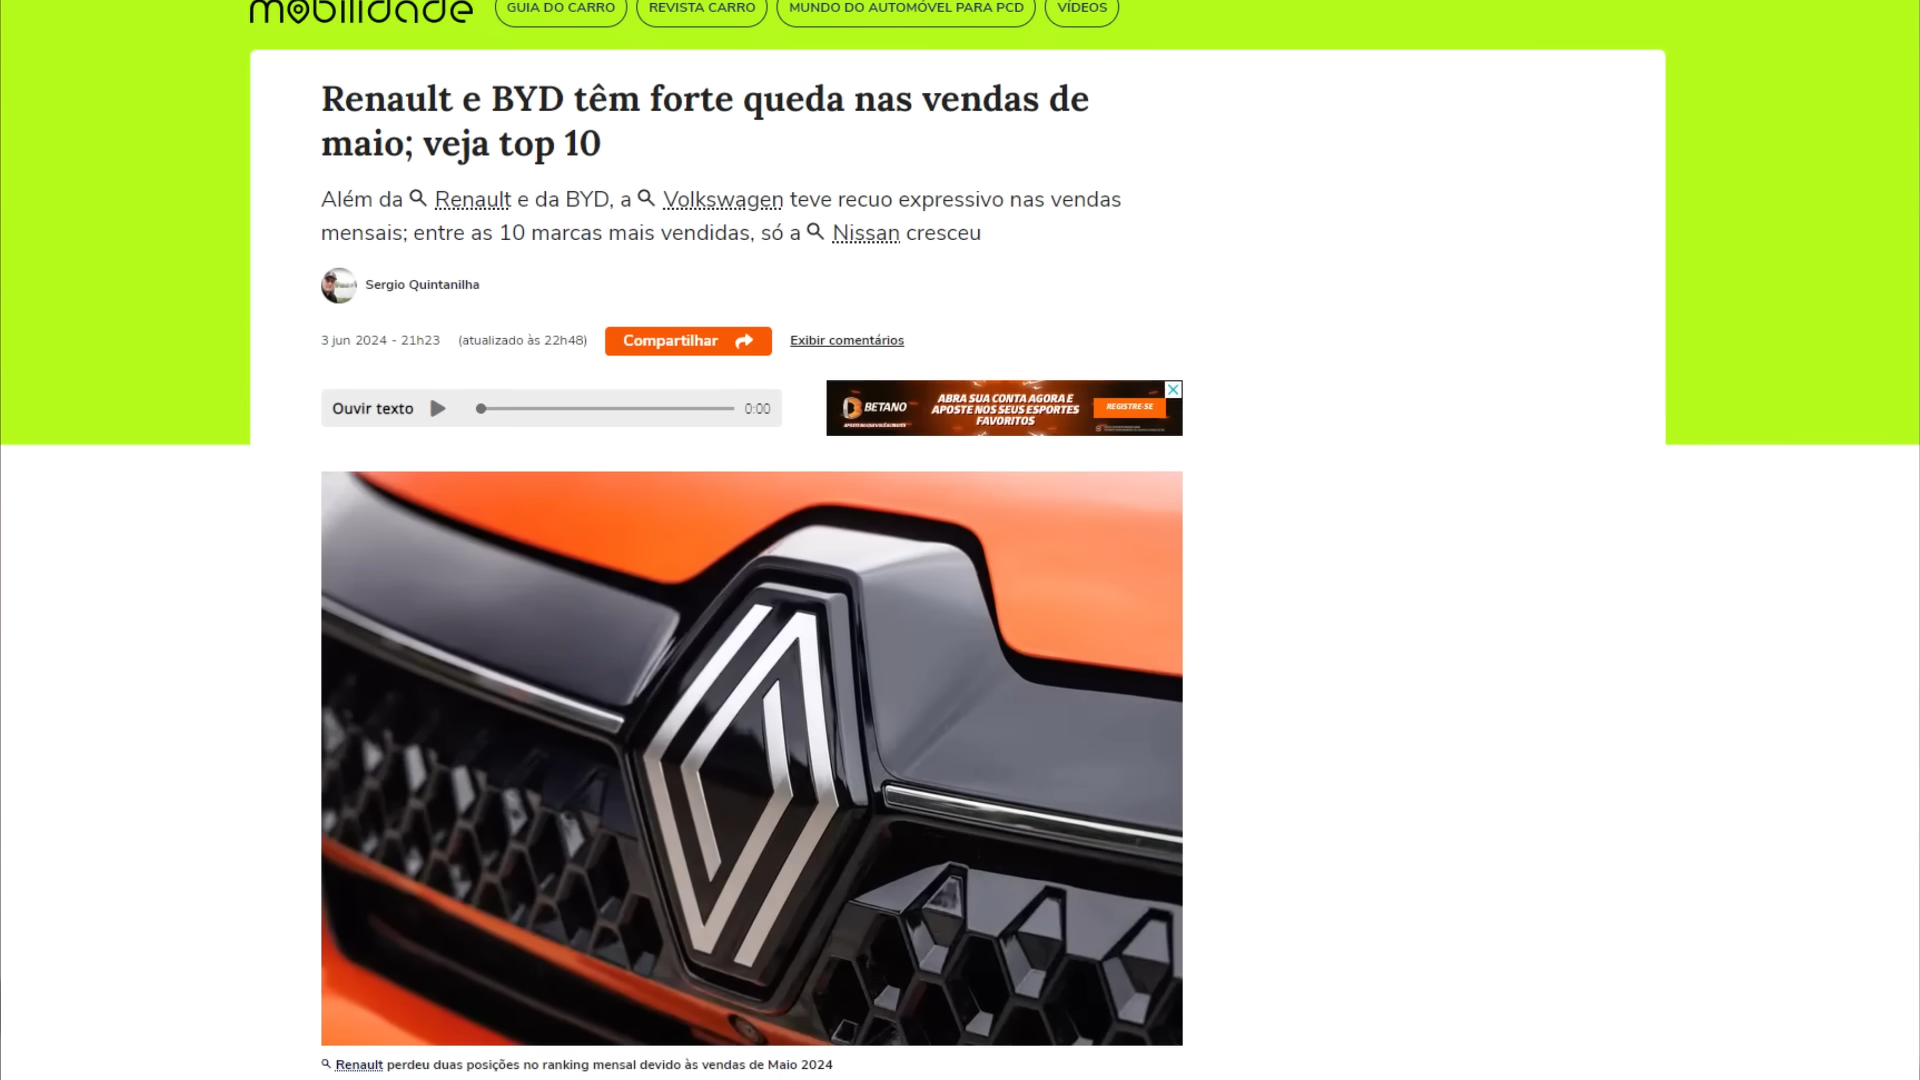 mobilidade
GUIA DO CARRO
REVISTA CARRO
MUNDO DO AUTOMÓVEL PARA PCD
VÍDEOS
Renault e BYD têm forte queda nas vendas de
maio; veja top 10
Além da Renault e da BYD, a Volkswagen teve recuo expressivo nas vendas
mensais; entre as 10 marcas mais vendidas, só a Nissan cresceu
Sergio Quintanilha
3 jun 2024 - 21h23 (atualizado às 22h48)
Compartilhar
Exibir comentários
Ouvir texto
0:00
BETANO
ABRA SUA CONTA AGORA E
APOSTE NOS SEUS ESPORTES
FAVORITOS
REGISTRE-SE
Renault perdeu duas posições no ranking mensal devido às vendas de Maio 2024